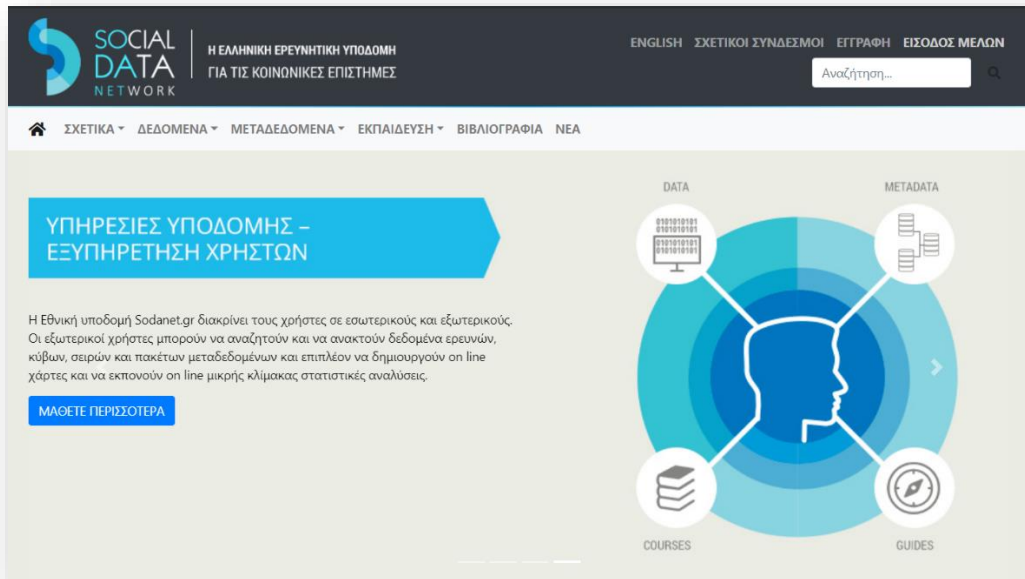 SOCIAL
DATA
NETWORK
Η ΕΛΛΗΝΙΚΗ ΕΡΕΥΝΗΤΙΚΗ ΥΠΟΔΟΜΗ
ΓΙΑ ΤΙΣ ΚΟΙΝΩΝΙΚΕΣ ΕΠΙΣΤΗΜΕΣ
ENGLISH ΣΧΕΤΙΚΟΙ ΣΥΝΔΕΣΜΟΙ ΕΓΓΡΑΦΗ ΕΙΣΟΔΟΣ ΜΕΛΩΝ
Αναζήτηση...
ΣΧΕΤΙΚΑ ΔΕΔΟΜΕΝΑ ΜΕΤΑΔΕΔΟΜΕΝΑ ΕΚΠΑΙΔΕΥΣΗ ΒΙΒΛΙΟΓΡΑΦΙΑ ΝΕΑ
ΥΠΗΡΕΣΙΕΣ ΥΠΟΔΟΜΗΣ –
ΕΞΥΠΗΡΕΤΗΣΗ ΧΡΗΣΤΩΝ
Η Εθνική υποδομή Sodanet.gr διακρίνει τους χρήστες σε εσωτερικούς και εξωτερικούς.
Οι εξωτερικοί χρήστες μπορούν να αναζητούν και να ανακτούν δεδομένα ερευνών,
κύβων, σειρών και πακέτων μεταδεδομένων και επιπλέον να δημιουργούν on line
χάρτες και να εκπονούν on line μικρής κλίμακας στατιστικές αναλύσεις.
ΜΑΘΕΤΕ ΠΕΡΙΣΣΟΤΕΡΑ
DATA
METADATA
0101010101
0101010101
0101010101
0101010101
COURSES
GUIDES